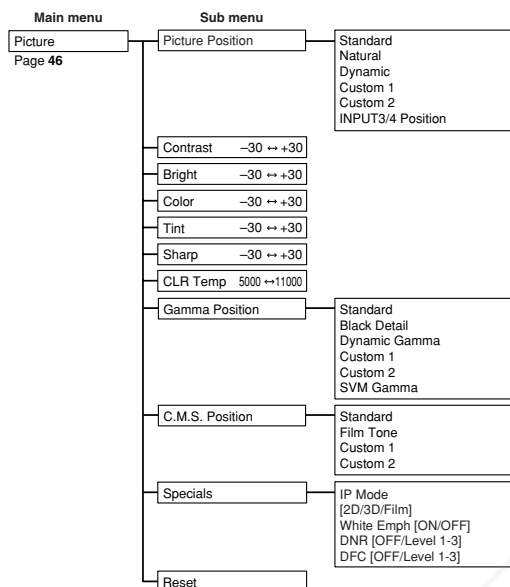 Main menu
Sub menu
Picture
Page 46
Picture Position
Standard
Natural
Dynamic
Custom 1
Custom 2
INPUT3/4 Position
Contrast –30 ↔ +30
Bright –30 ↔ +30
Color –30 ↔ +30
Tint –30 ↔ +30
Sharp –30 ↔ +30
CLR Temp 5000 ↔11000
Gamma Position
Standard
Black Detail
Dynamic Gamma
Custom 1
Custom 2
SVM Gamma
C.M.S. Position
Standard
Film Tone
Custom 1
Custom 2
Specials
IP Mode
[2D/3D/Film]
White Emph [ON/OFF]
DNR [OFF/Level 1-3]
DFC [OFF/Level 1-3]
Reset